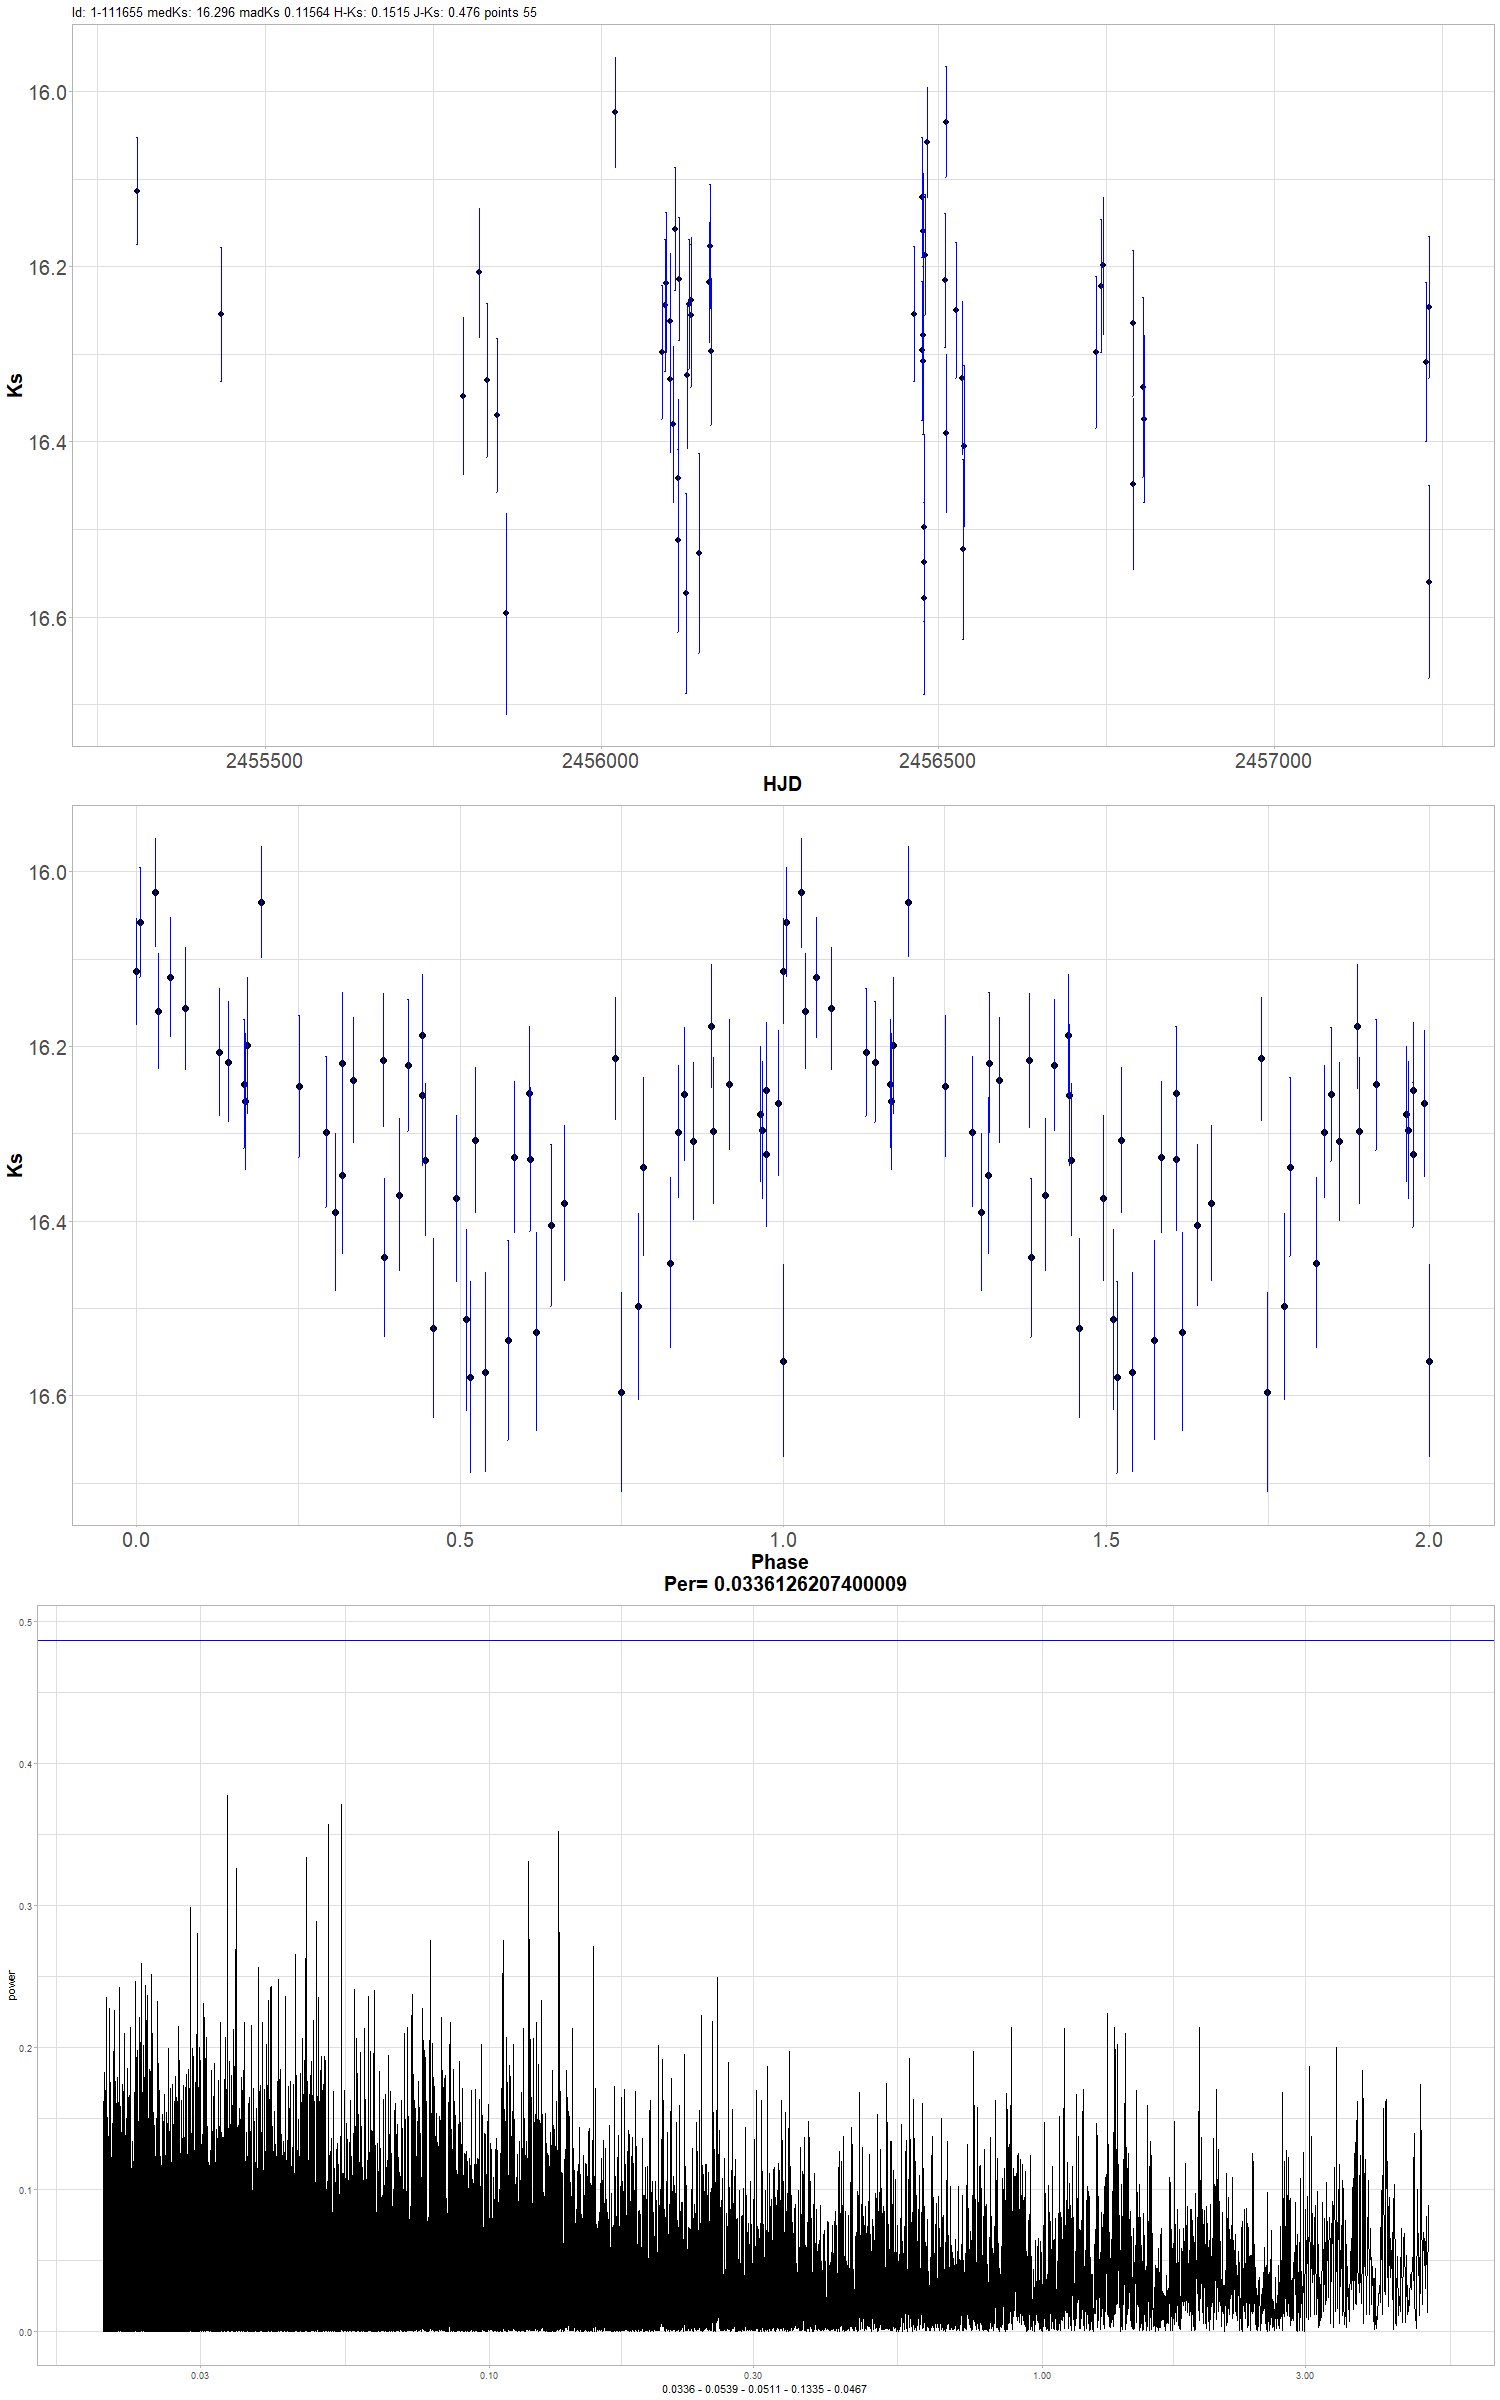 Id: 1-111655 medKs: 16.296 madKs 0.11564 H-Ks: 0.1515 J-Ks: 0.476 points 55
16.0
16.2
16.4
16.6
Ks
2455500 2456000 2456500 2457000
HJD
16.0
16.2
16.4
16.6
Ks
0.0 0.5 1.0 1.5 2.0
Phase
Per= 0.0336126207400009
0.5
0.4
0.3
0.2
0.1
0.0
power
0.03 0.10 0.30 1.00 3.00
0.0336 - 0.0539 - 0.0511 - 0.1335 - 0.0467